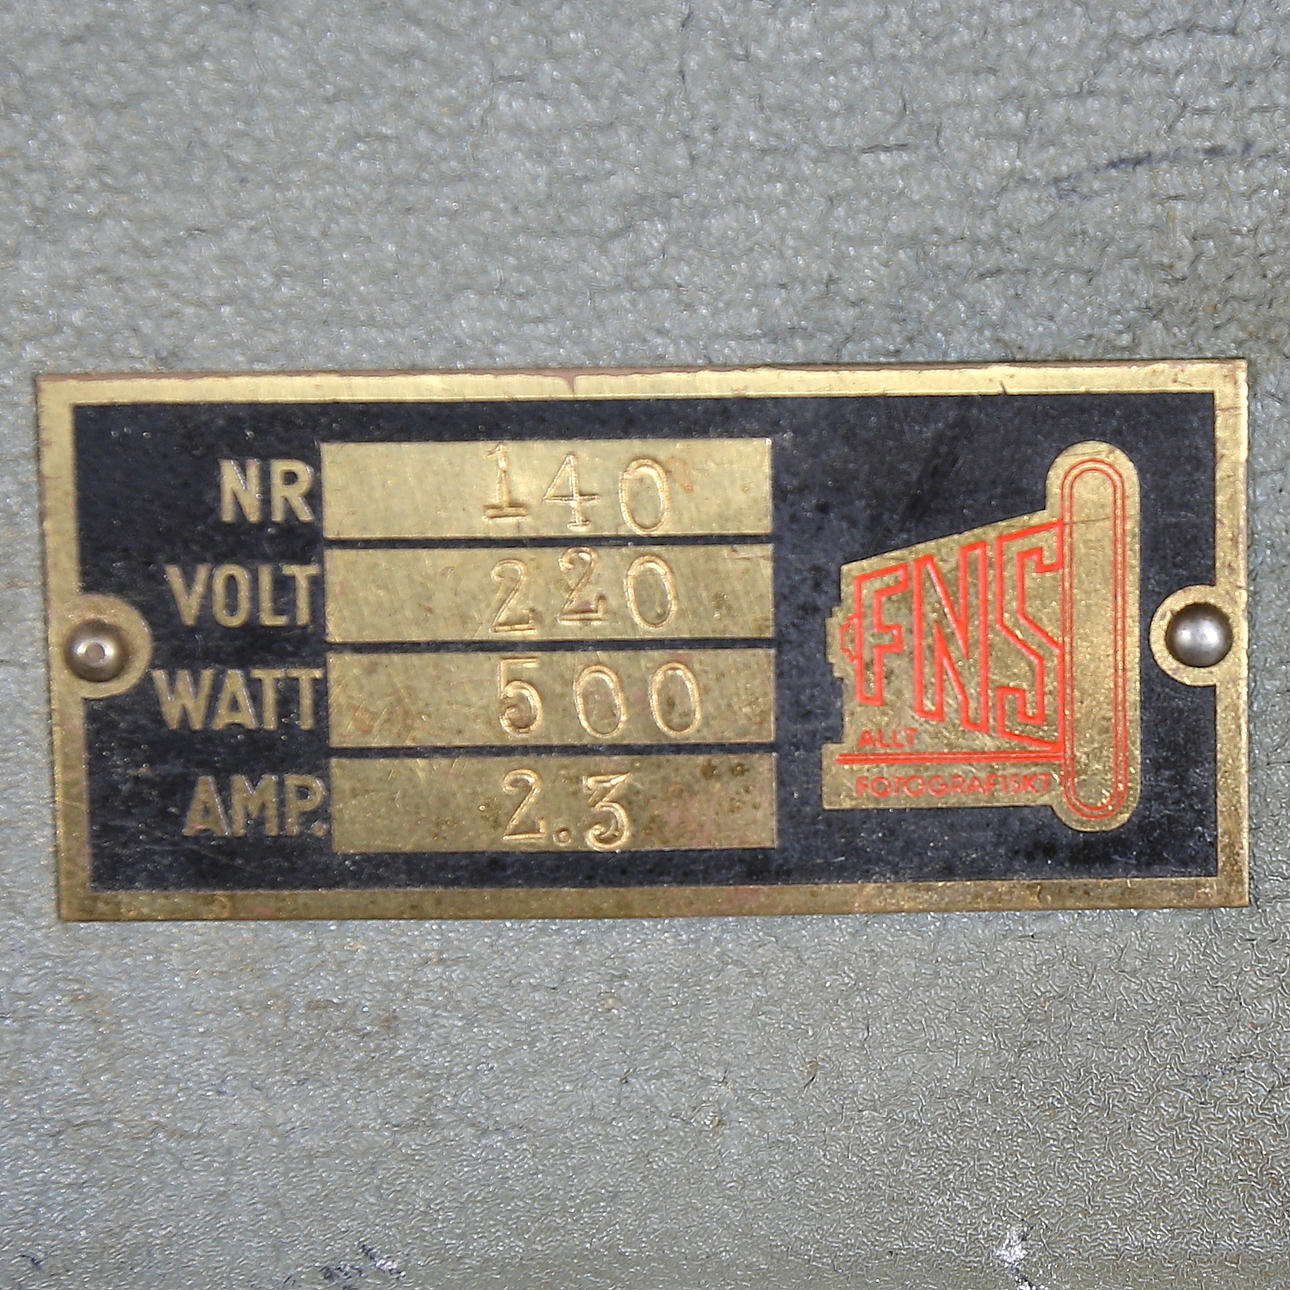 NR 140
VOLT 220
WATT 500
AMP. 2.3
FNS
ALLT
FOTOGRAFISKT